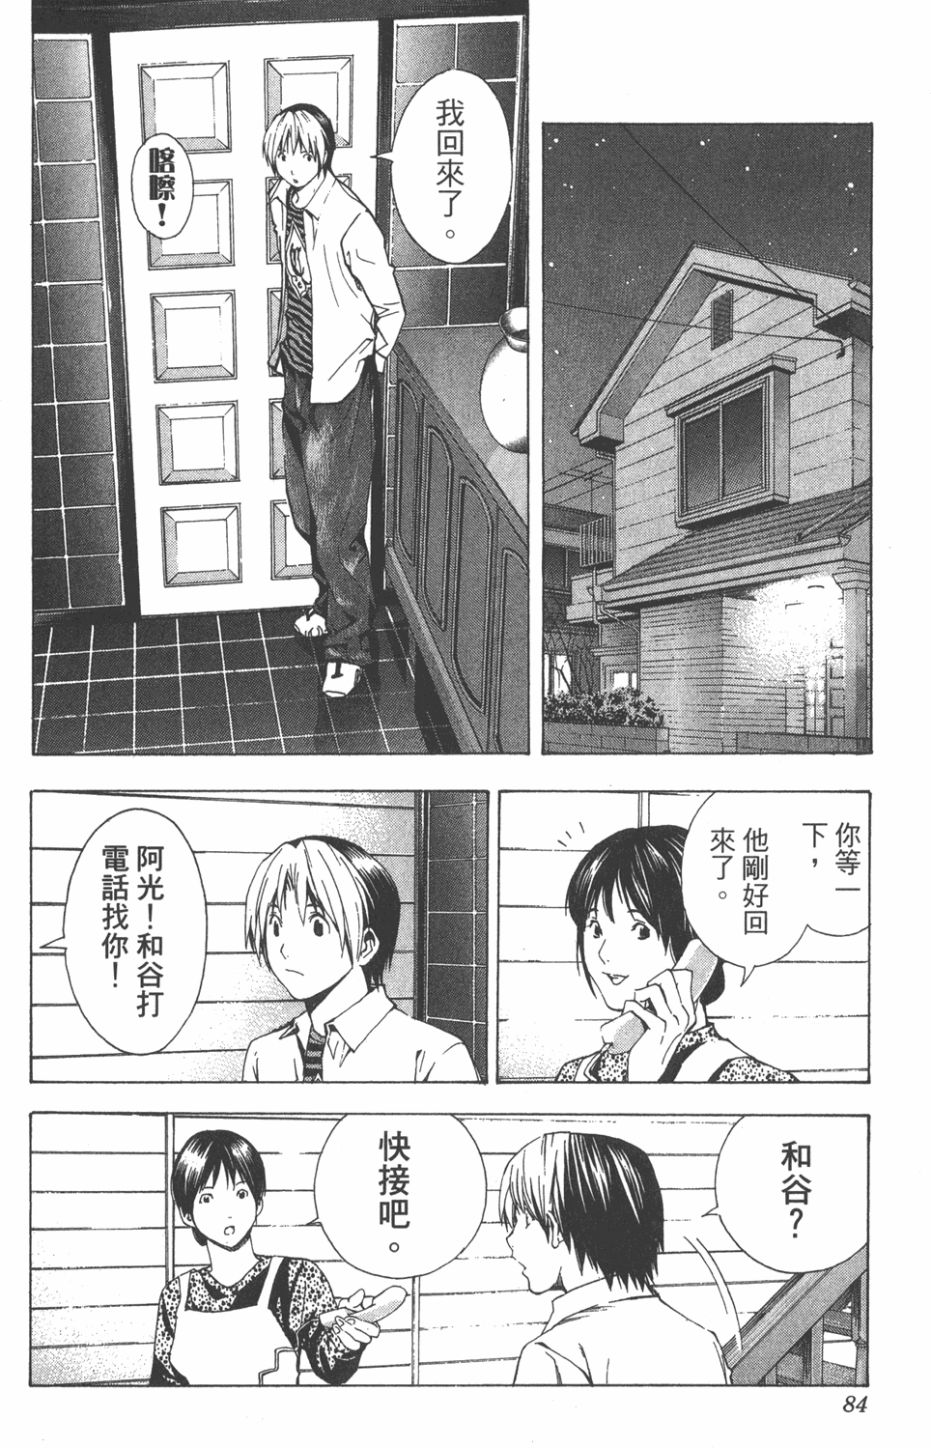 我回來了。
喀嚓！
你等一
下，
他剛好回
來了。
阿光！和谷打
電話找你！
和谷？
快接吧。
84